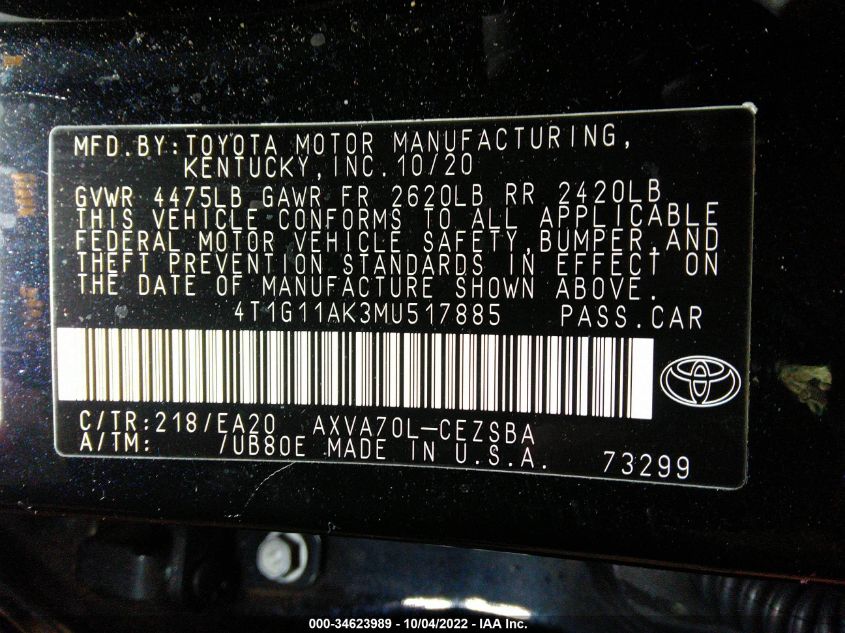 MFD.BY:TOYOTA MOTOR MANUFACTURING,
KENTUCKY,INC.10/20
GVWR 4475LB GAWR FR 2620LB RR 2420LB
THIS VEHICLE CONFORMS TO ALL APPLICABLE
FEDERAL MOTOR VEHICLE SAFETY,BUMPER,AND
THEFT PREVENTION STANDARDS IN EFFECT ON
THE DATE OF MANUFACTURE SHOWN ABOVE.
4T1G11AK3MU517885 PASS.CAR
C/TR:218/EA20 AXVA70L-CEZSBA
A/TM: /UB80E MADE IN U.S.A. 73299
000-34623989 - 10/04/2022 - IAA Inc.